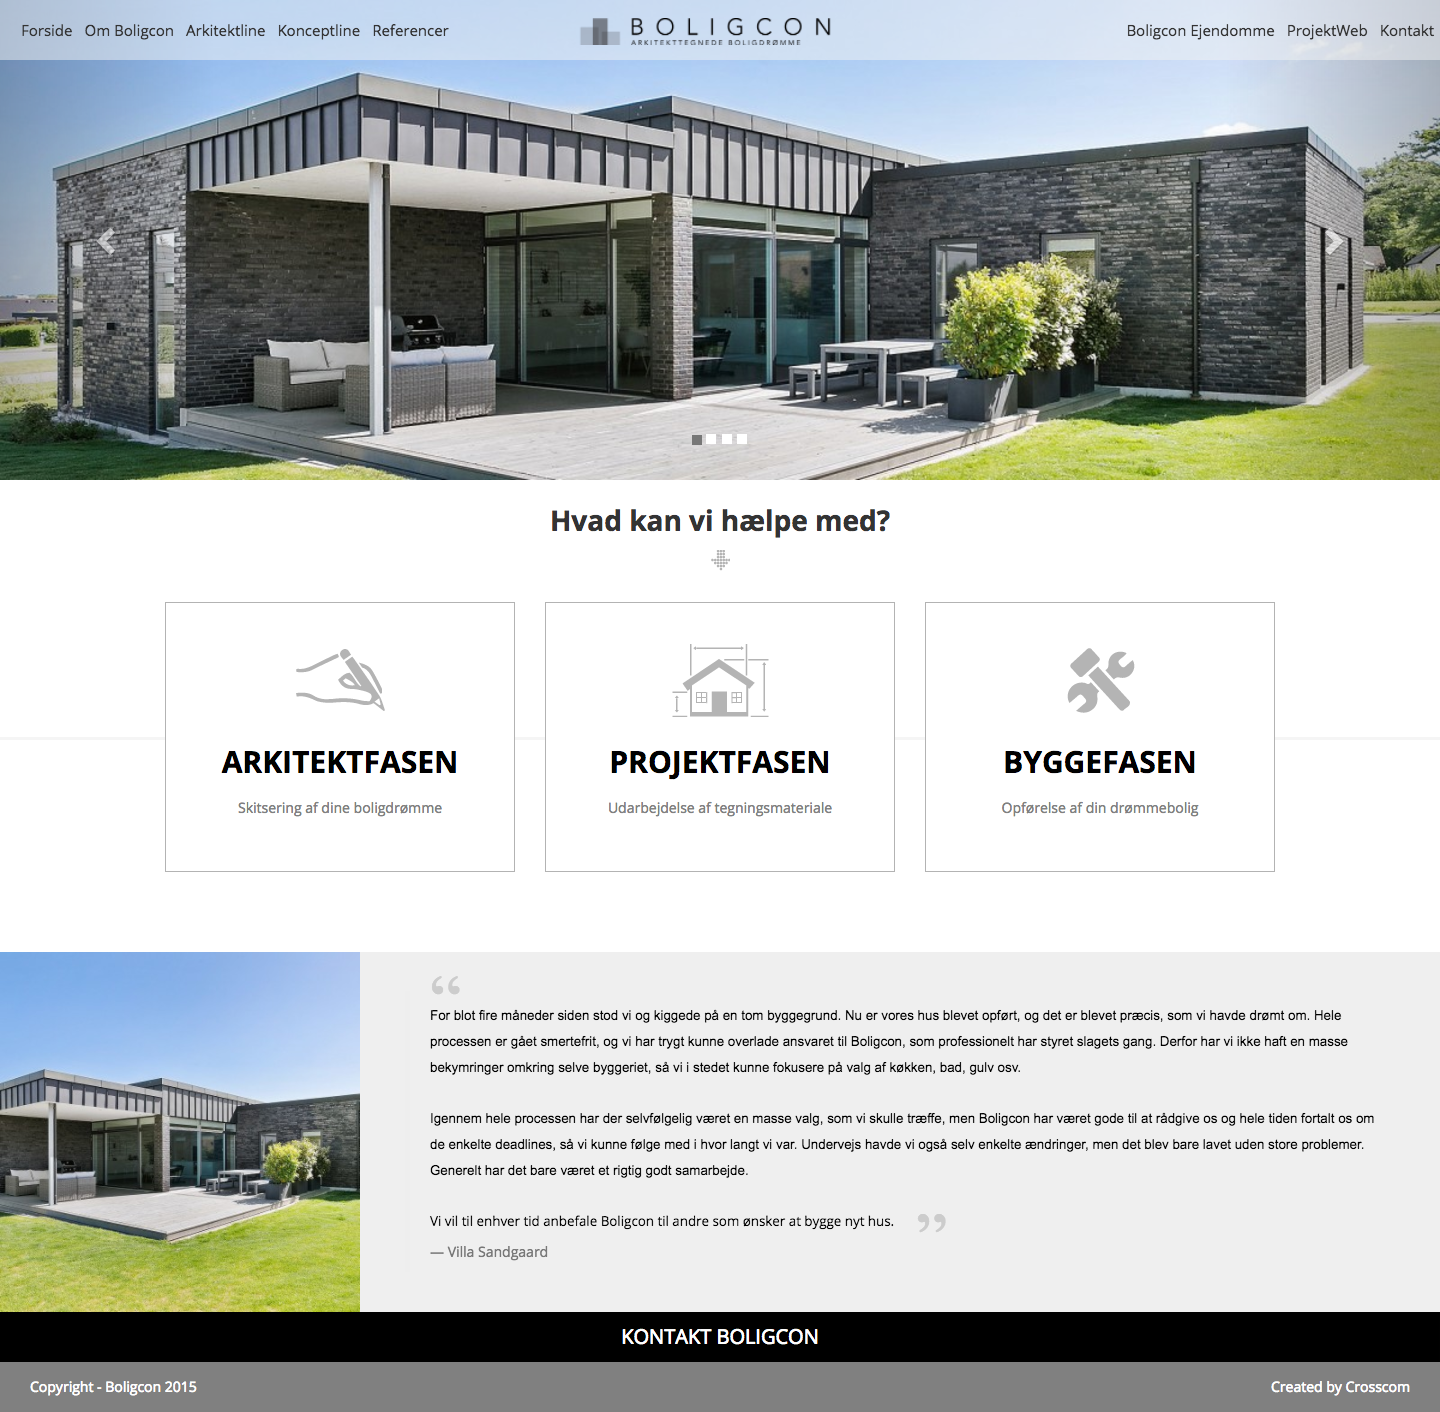 Forside Om Boligcon Arkitektline Konceptline Referencer
BOLIGCON
ARKITEKTTEGNEDE BOLIGDRØMME
Boligcon Ejendomme ProjektWeb Kontakt
Hvad kan vi hælpe med?
ARKITEKTFASEN
Skitsering af dine boligdrømme
PROJEKTFASEN
Udarbejdelse af tegningsmateriale
BYGGEFASEN
Opførelse af din drømmebolig
“
For blot fire måneder siden stod vi og kiggede på en tom byggegrund. Nu er vores hus blevet opført, og det er blevet præcis, som vi havde drømt om. Hele
processen er gået smertefrit, og vi har trygt kunne overlade ansvaret til Boligcon, som professionelt har styret slagets gang. Derfor har vi ikke haft en masse
bekymringer omkring selve byggeriet, så vi i stedet kunne fokusere på valg af køkken, bad, gulv osv.
Igennem hele processen har der selvfølgelig været en masse valg, som vi skulle træffe, men Boligcon har været gode til at rådgive os og hele tiden fortalt os om
de enkelte deadlines, så vi kunne følge med i hvor langt vi var. Undervejs havde vi også selv enkelte ændringer, men det blev bare lavet uden store problemer.
Generelt har det bare været et rigtig godt samarbejde.
Vi vil til enhver tid anbefale Boligcon til andre som ønsker at bygge nyt hus. ”
— Villa Sandgaard
KONTAKT BOLIGCON
Copyright - Boligcon 2015
Created by Crosscom